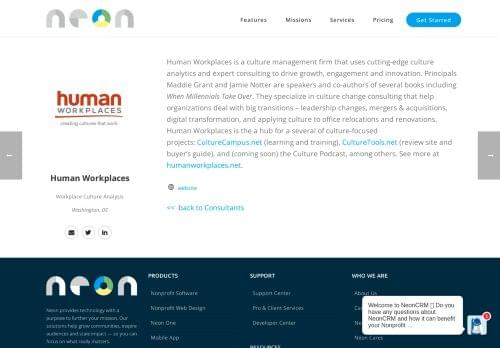 neon
Features Missions Services Pricing Get Started
human
WORKPLACES
creating cultures that work
Human Workplaces
Workplace Culture Analysis
Washington, DC
Human Workplaces is a culture management firm that uses cutting-edge culture
analytics and expert consulting to drive growth, engagement and innovation. Principals
Maddie Grant and Jamie Notter are speakers and co-authors of several books including
When Millennials Take Over. They specialize in culture change consulting that help
organizations deal with big transitions – leadership changes, mergers & acquisitions,
digital transformation, and applying culture to office relocations and renovations.
Human Workplaces is the a hub for a several of culture-focused
projects: CultureCampus.net (learning and training), CultureTools.net (review site and
buyer's guide), and (coming soon) the Culture Podcast, among others. See more at
humanworkplaces.net.
website
<< back to Consultants
← →
neon
Neon provides technology with a
purpose to further your mission. Our
solutions help grow communities, inspire
audiences and scale impact — so you can
focus on what really matters.
PRODUCTS
Nonprofit Software
Nonprofit Web Design
Neon One
Mobile App
SUPPORT
Support Center
Pro & Client Services
Developer Center
RESOURCES
WHO WE ARE
About Us
Neon Cares
Welcome to NeonCRM Do you
have any questions about
NeonCRM and how it can benefit
your Nonprofit ...
1